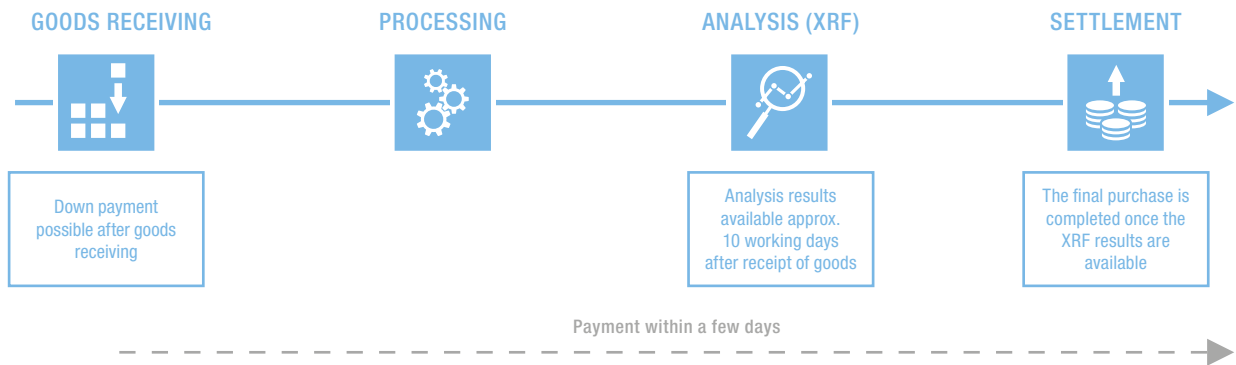 GOODS RECEIVING
PROCESSING
ANALYSIS (XRF)
SETTLEMENT
Down payment
possible after goods
receiving
Analysis results
available approx.
10 working days
after receipt of goods
The final purchase is
completed once the
XRF results are
available
Payment within a few days